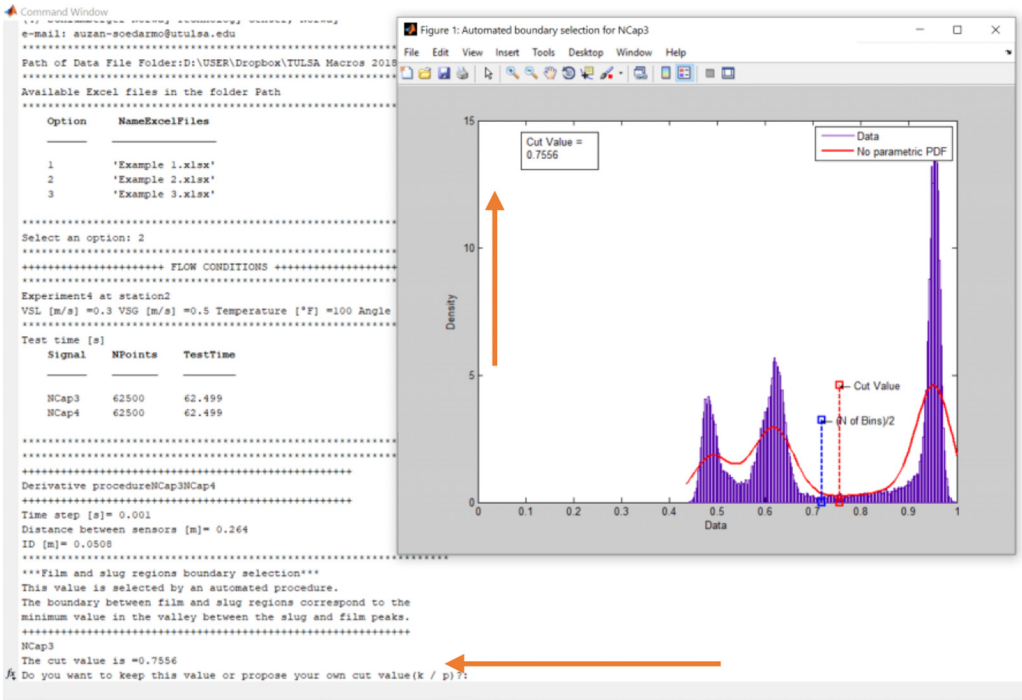 Command Window
e-mail: auzan-soedarmo@utulsa.edu
************************************************************
Path of Data File Folder:D:\USER\Dropbox\TULSA Macros 2018
************************************************************
Available Excel files in the folder Path
************************************************************
Option NameExcelFiles
1 'Example 1.xlsx'
2 'Example 2.xlsx'
3 'Example 3.xlsx'
************************************************************
Select an option: 2
************************************************************
++++++++++++++++++++++ FLOW CONDITIONS +++++++++++++++++++
************************************************************
Experiment4 at station2
VSL [m/s] =0.3 VSG [m/s] =0.5 Temperature [°F] =100 Angle
************************************************************
Test time [s]
Signal NPoints TestTime
NCap3 62500 62.499
NCap4 62500 62.499
************************************************************
************************************************************
+++++++++++++++++++++++++++++++++++++++++++++++++++
Derivative procedureNCap3NCap4
+++++++++++++++++++++++++++++++++++++++++++++++++++
Time step [s]= 0.001
Distance between sensors [m]= 0.264
ID [m]= 0.0508
******************************************************************
***Film and slug regions boundary selection***
This value is selected by an automated procedure.
The boundary between film and slug regions correspond to the
minimum value in the valley between the slug and film peaks.
++++++++++++++++++++++++++++++++++++++++++++++++++++++++++++
NCap3
The cut value is =0.7556
fx Do you want to keep this value or propose your own cut value(k / p)?:
Figure 1: Automated boundary selection for NCap3
File Edit View Insert Tools Desktop Window Help
15
10
5
0
Density
Cut Value =
0.7556
Data
No parametric PDF
Cut Value
(N of Bins)/2
0 0.1 0.2 0.3 0.4 0.5 0.6 0.7 0.8 0.9 1
Data